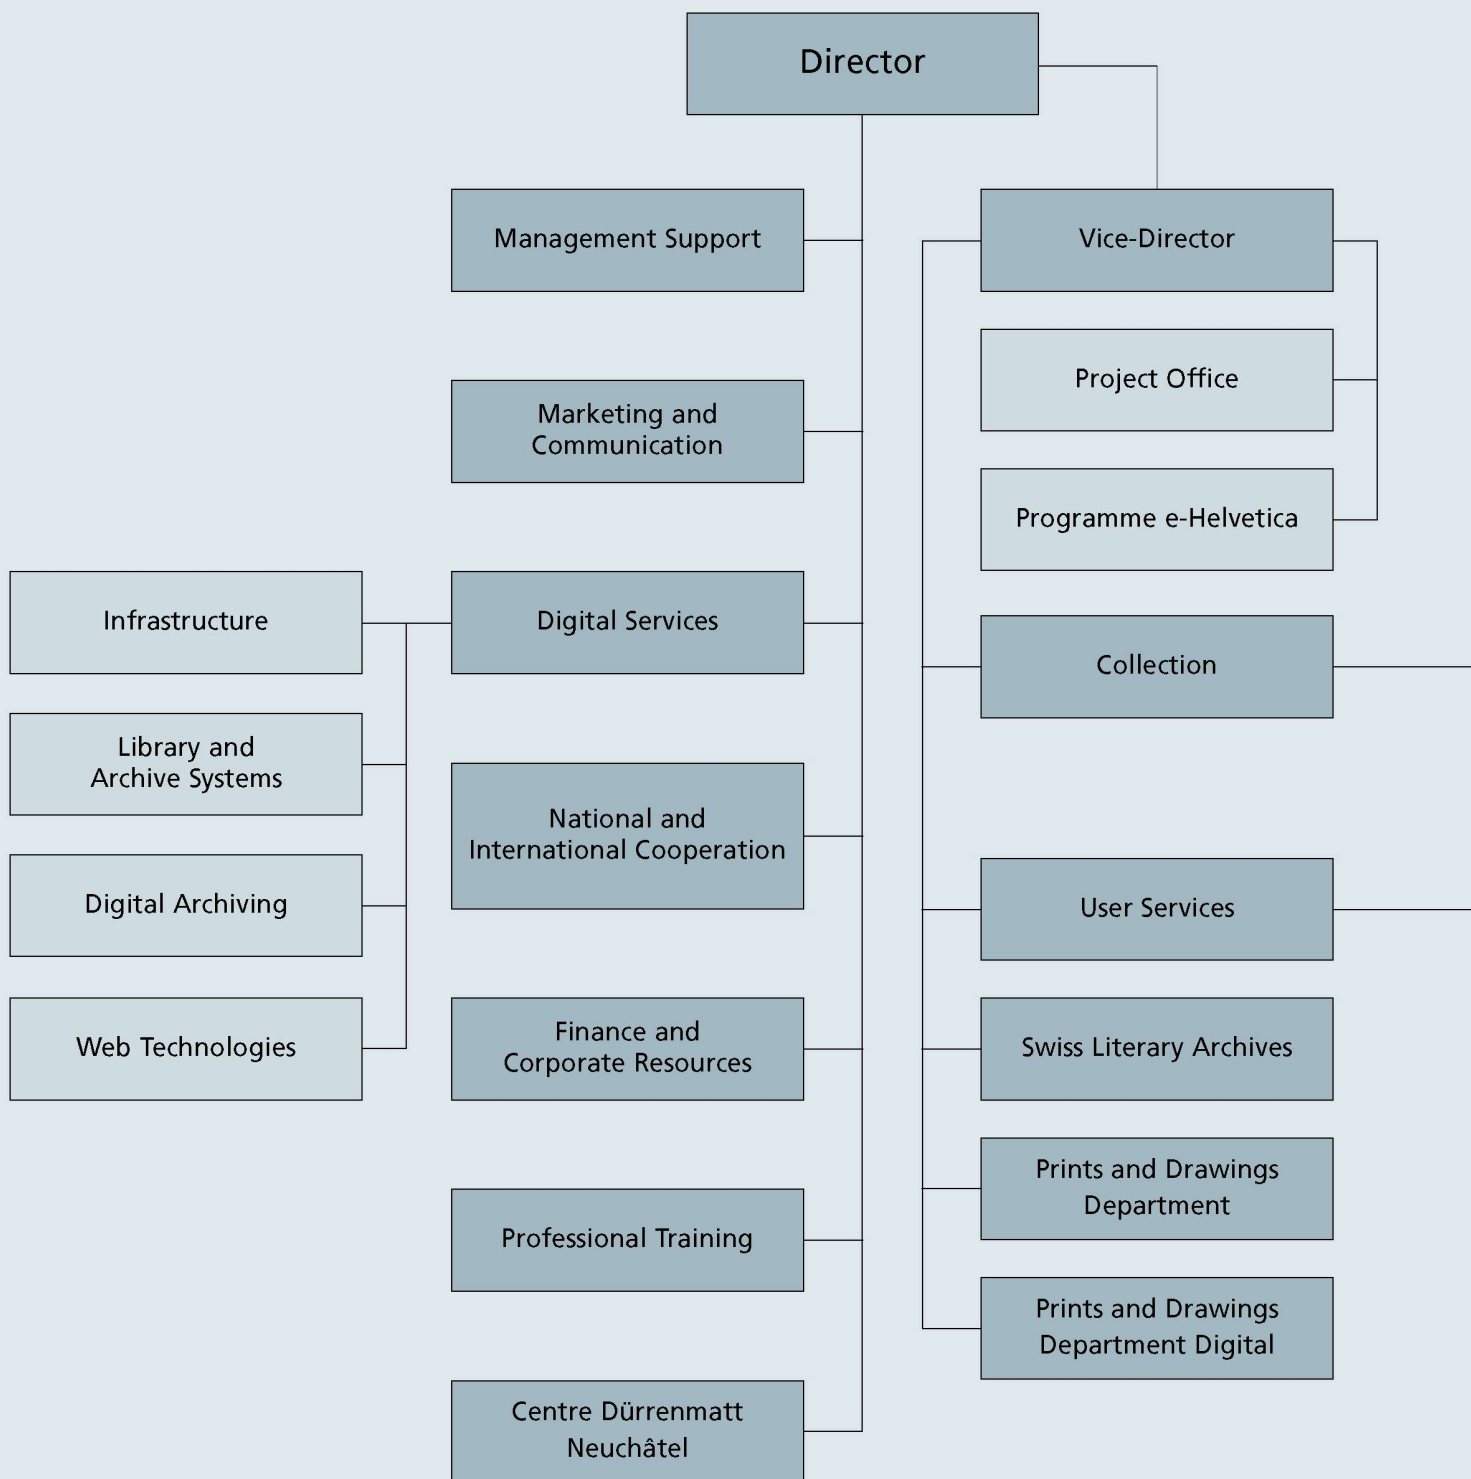 Director
Management Support
Vice-Director
Project Office
Marketing and
Communication
Programme e-Helvetica
Infrastructure
Digital Services
Collection
Library and
Archive Systems
National and
International Cooperation
Digital Archiving
User Services
Web Technologies
Finance and
Corporate Resources
Swiss Literary Archives
Prints and Drawings
Department
Professional Training
Prints and Drawings
Department Digital
Centre Dürrenmatt
Neuchâtel